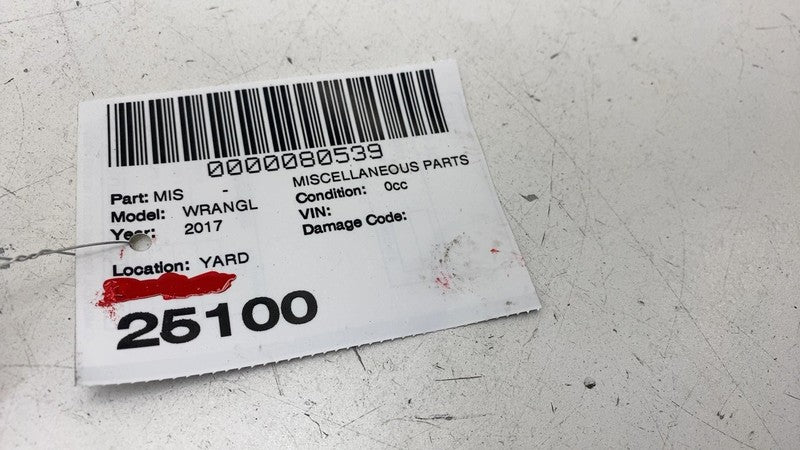 0000080539
Part: MIS - MISCELLANEOUS PARTS
Model: WRANGL Condition: 0cc
Year: 2017 VIN:
Damage Code:
Location: YARD
25100